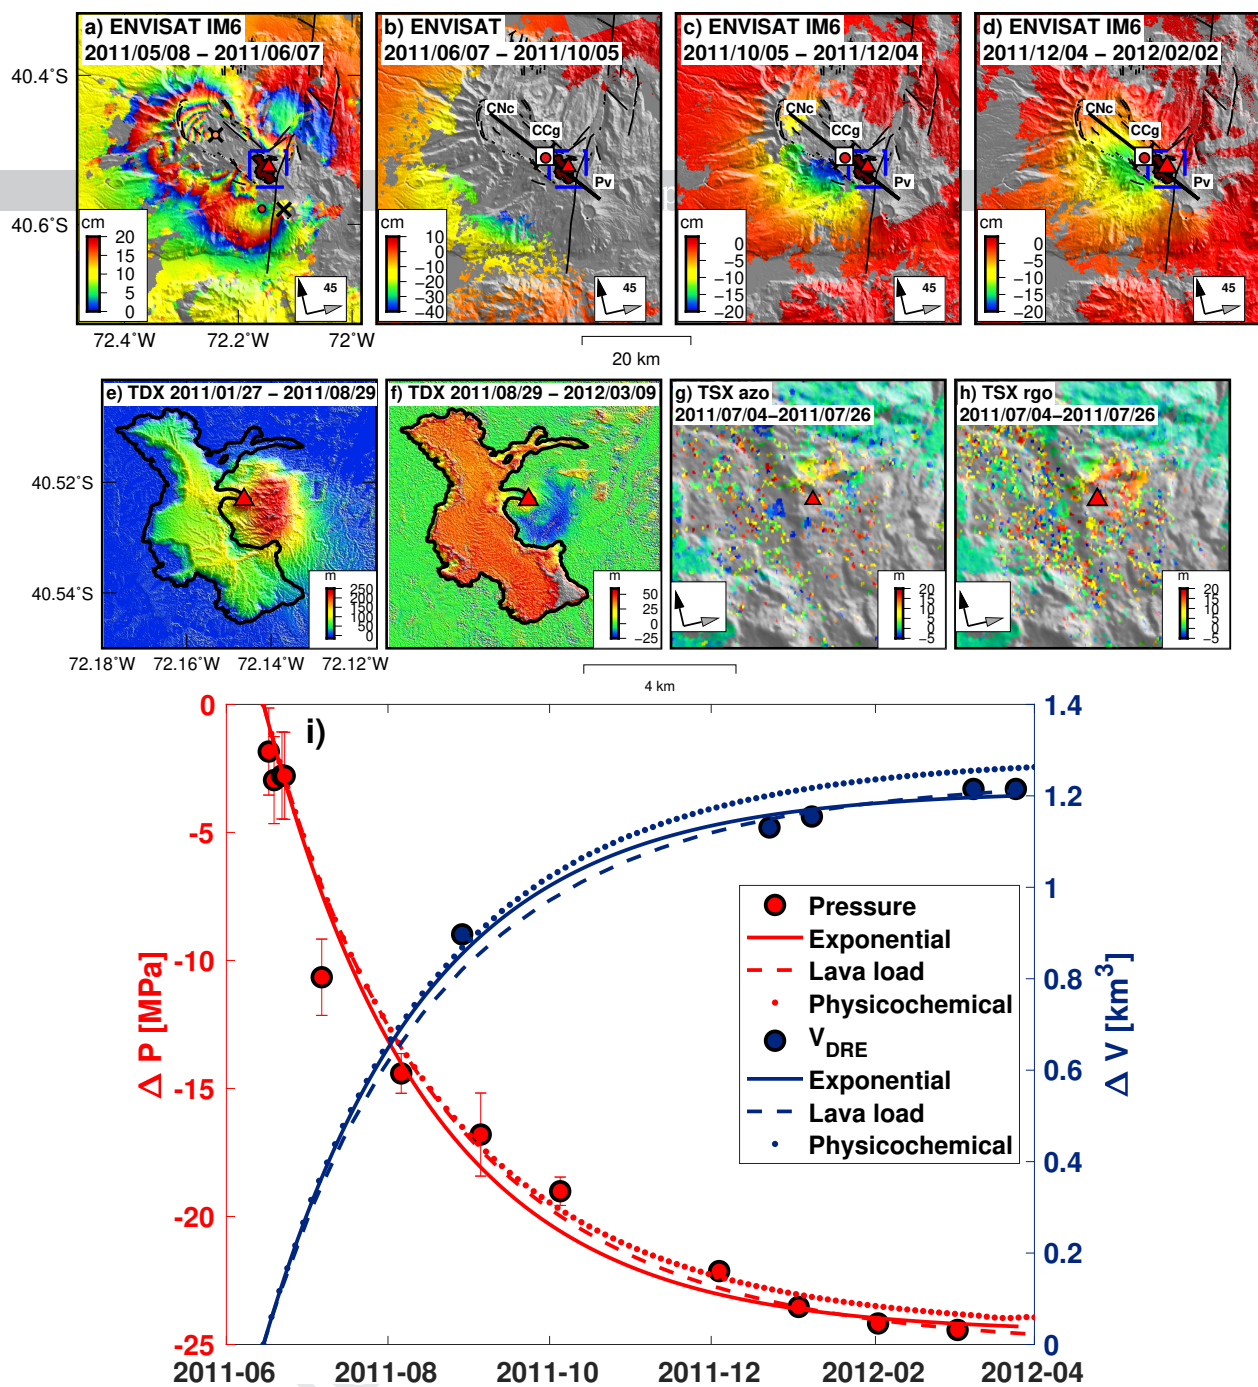 a) ENVISAT IM6
2011/05/08 – 2011/06/07
b) ENVISAT
2011/06/07 – 2011/10/05
c) ENVISAT IM6
2011/10/05 – 2011/12/04
d) ENVISAT IM6
2011/12/04 – 2012/02/02
40.4°S
40.6°S
CNc
CCg
Pv
CNc
CCg
Pv
CNc
CCg
Pv
cm
20
15
10
5
0
45
cm
10
0
−10
−20
−30
−40
45
cm
0
−5
−10
−15
−20
45
cm
0
−5
−10
−15
−20
45
72.4°W
72.2°W
72°W
20 km
e) TDX 2011/01/27 – 2011/08/29
f) TDX 2011/08/29 – 2012/03/09
g) TSX azo
2011/07/04–2011/07/26
h) TSX rgo
2011/07/04–2011/07/26
40.52°S
40.54°S
m
250
200
150
100
50
0
m
50
0
−25
m
20
15
10
5
0
−5
m
20
15
10
5
0
−5
72.18°W
72.16°W
72.14°W
72.12°W
4 km
i)
0
-5
-10
-15
-20
-25
Δ P [MPa]
1.4
1.2
1
0.8
0.6
0.4
0.2
0
Δ V [km³]
Pressure
Exponential
Lava load
Physicochemical
V_DRE
Exponential
Lava load
Physicochemical
2011-06
2011-08
2011-10
2011-12
2012-02
2012-04